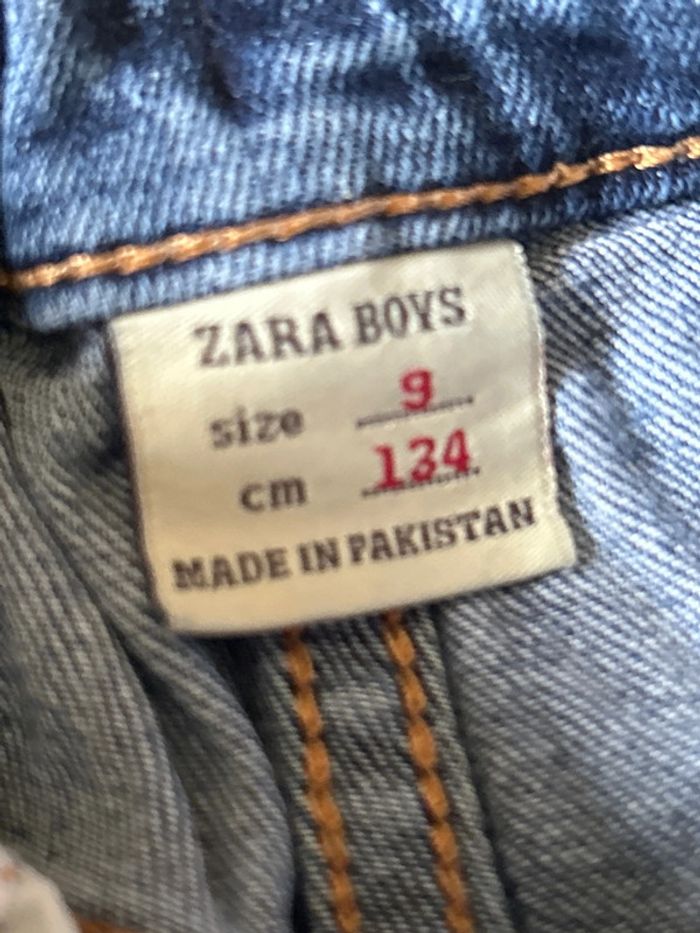 ZARA BOYS
size 9
cm 134
MADE IN PAKISTAN